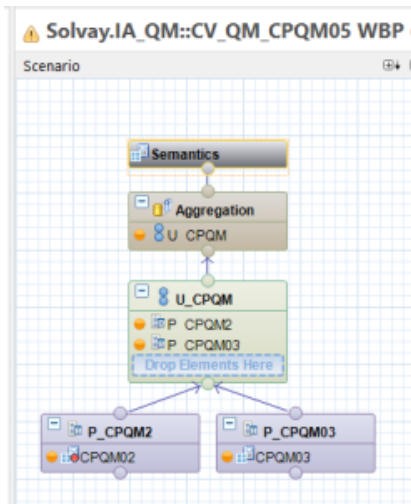 Solvay.IA_QM::CV_QM_CPQM05 WBP
Scenario
Semantics
Aggregation
U_CPQM
U_CPQM
P_CPQM2
P_CPQM03
Drop Elements Here
P_CPQM2
P_CPQM03
CPQM02
CPQM03